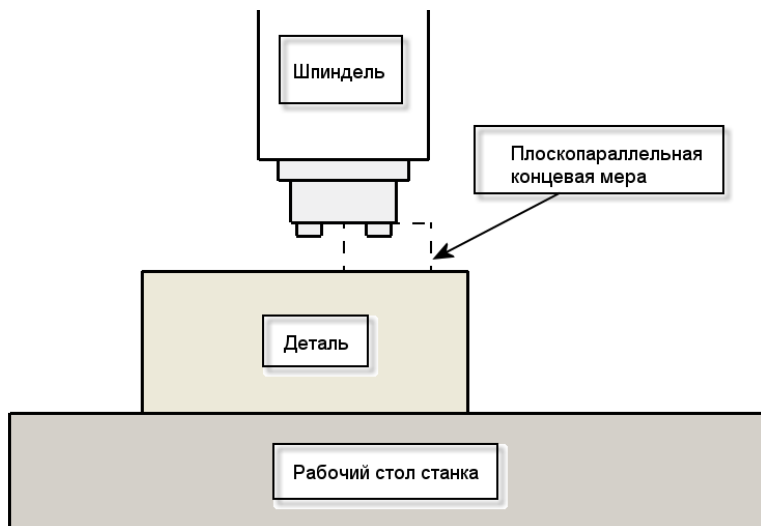 Шпиндель
Плоскопараллельная
концевая мера
Деталь
Рабочий стол станка